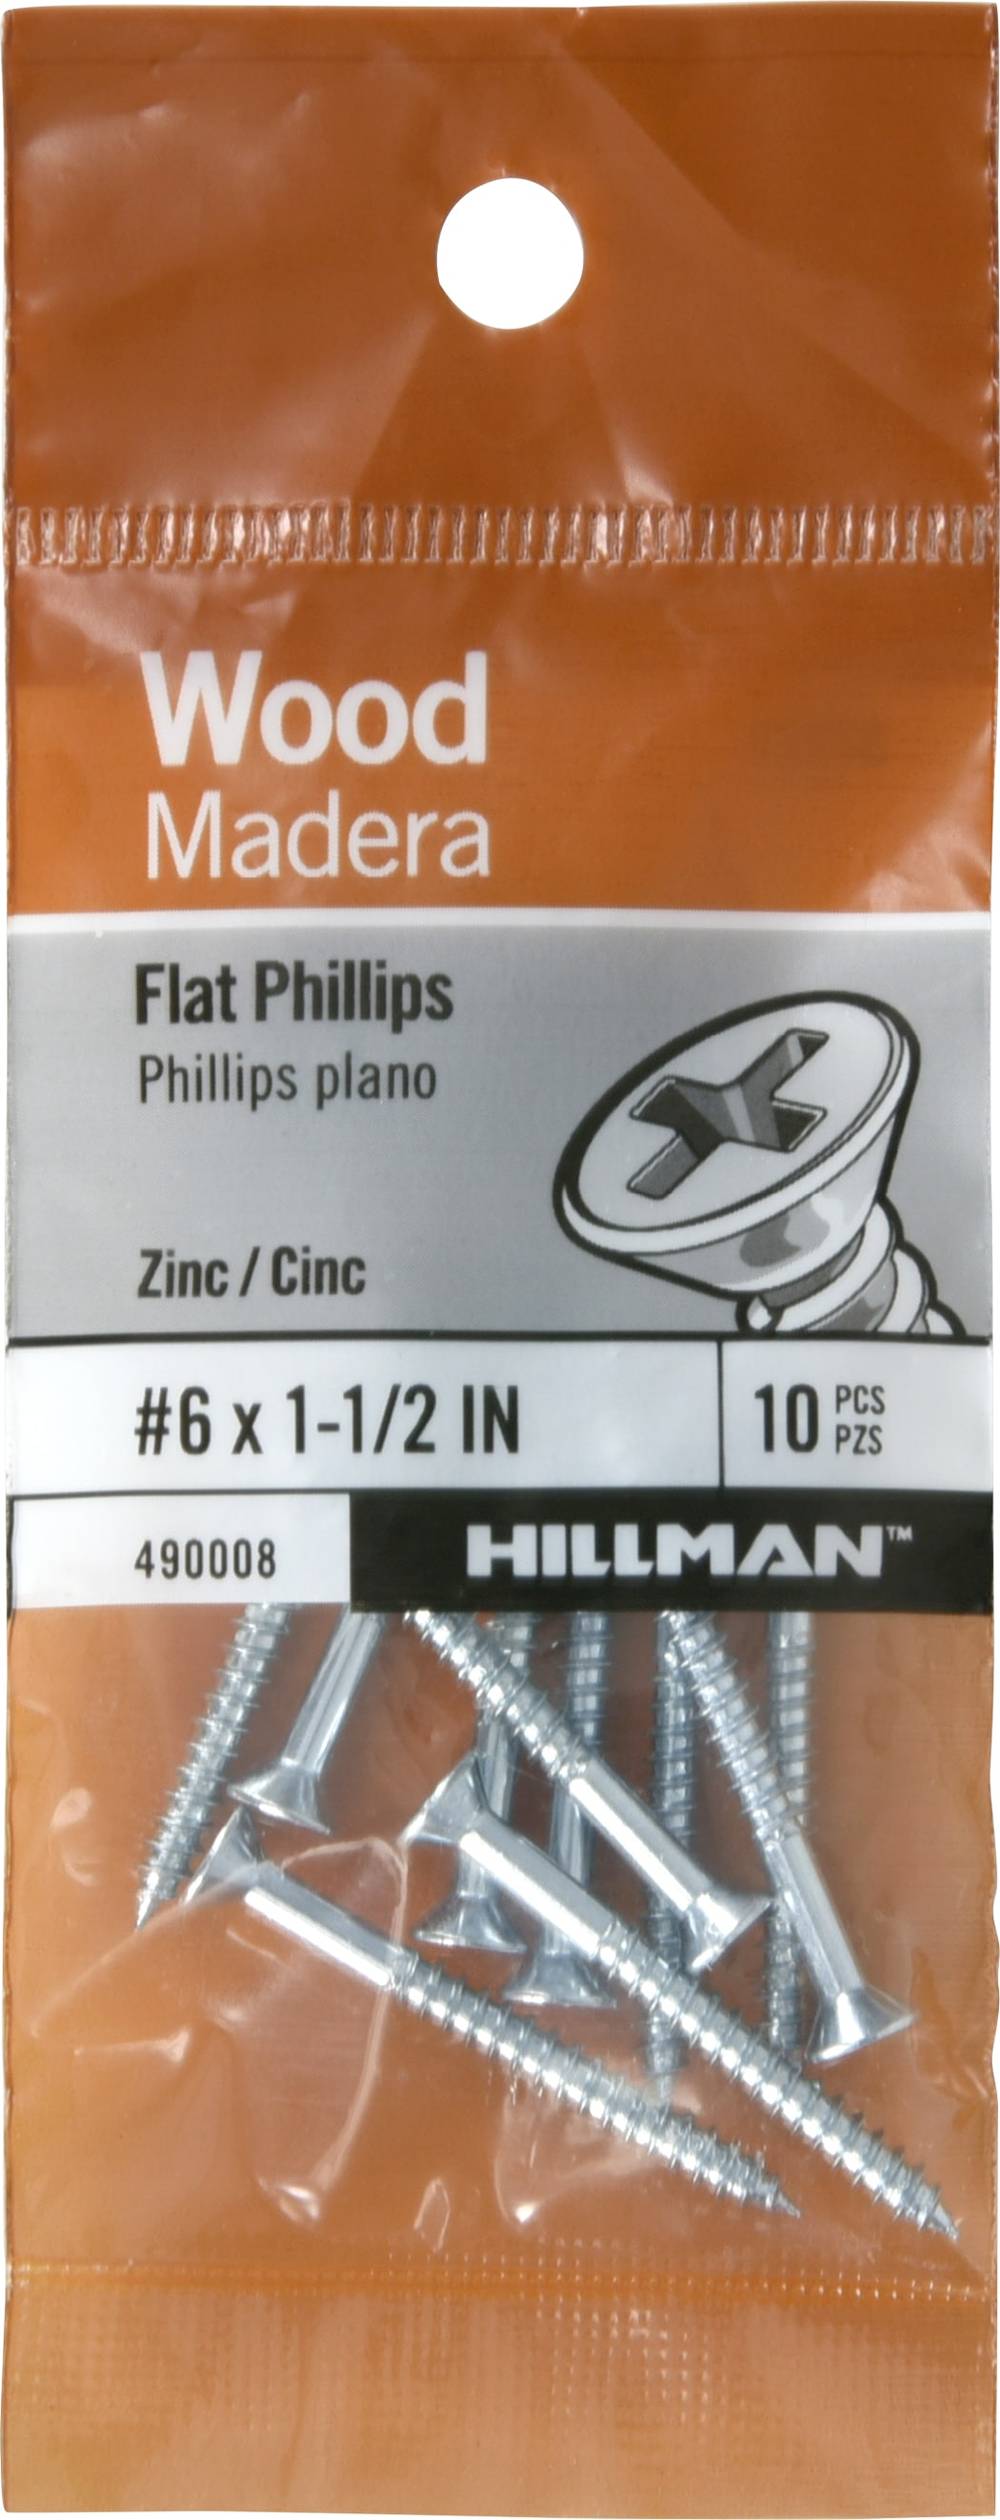 Wood
Madera
Flat Phillips
Phillips plano
Zinc / Cinc
#6 x 1-1/2 IN
10 PCS
PZS
490008
HILLMAN™